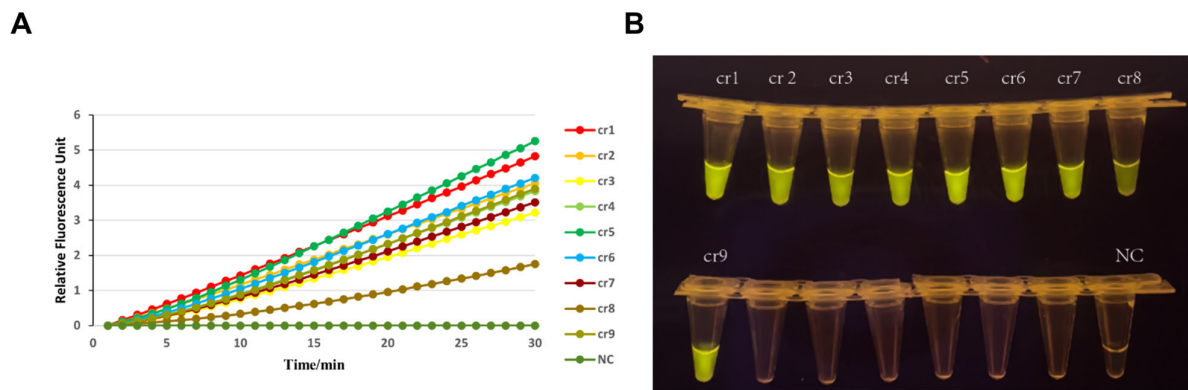 A
B
Relative Fluorescence Unit
6
5
4
3
2
1
0
0
5
10
15
20
25
30
Time/min
cr1
cr2
cr3
cr4
cr5
cr6
cr7
cr8
cr9
NC
cr1 cr 2 cr3 cr4 cr5 cr6 cr7 cr8
cr9 NC